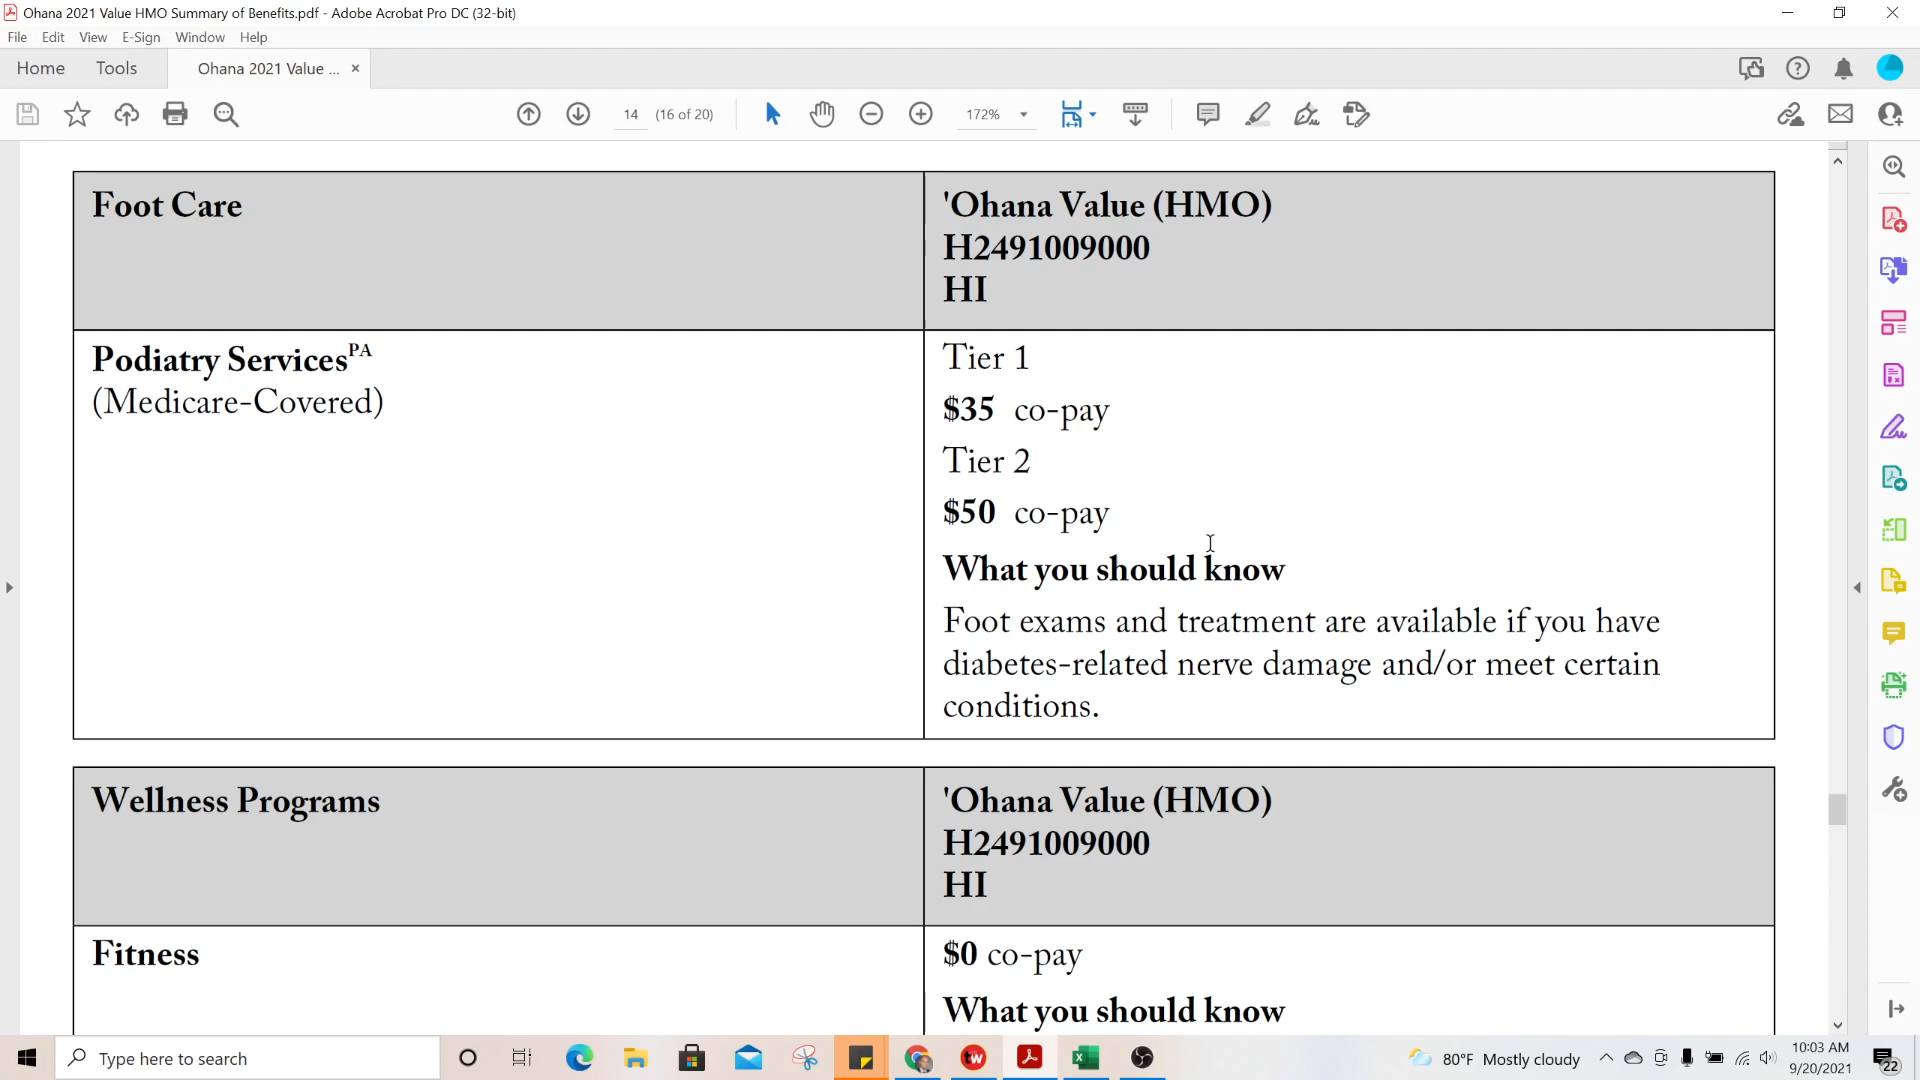 Ohana 2021 Value HMO Summary of Benefits.pdf - Adobe Acrobat Pro DC (32-bit)
File Edit View E-Sign Window Help
Home Tools Ohana 2021 Value ... ×
14 (16 of 20) 172%
Foot Care
'Ohana Value (HMO)
H2491009000
HI
Podiatry ServicesPA
(Medicare-Covered)
Tier 1
$35 co-pay
Tier 2
$50 co-pay
What you should know
Foot exams and treatment are available if you have
diabetes-related nerve damage and/or meet certain
conditions.
Wellness Programs
'Ohana Value (HMO)
H2491009000
HI
Fitness
$0 co-pay
What you should know
Type here to search
tw
80°F Mostly cloudy
10:03 AM
9/20/2021
22